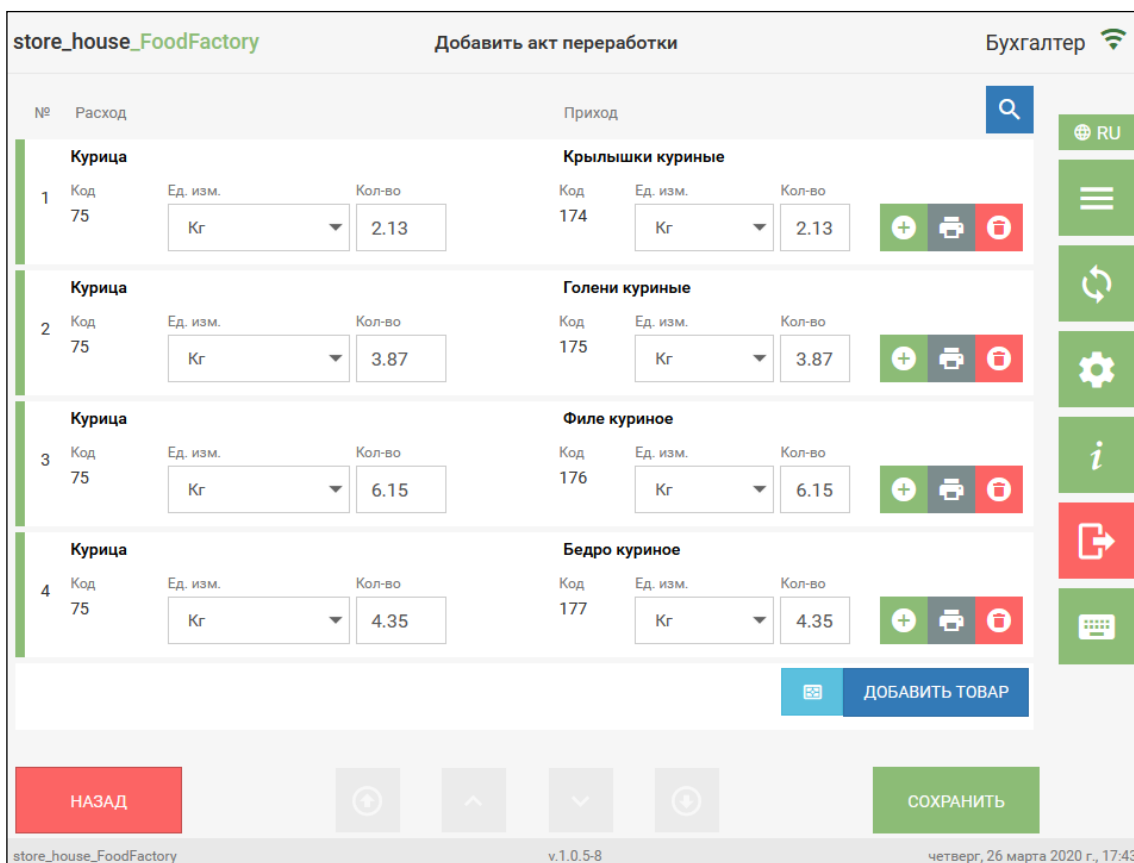 store_house_FoodFactory Добавить акт переработки Бухгалтер
№ Расход Приход
RU
Курица Крылышки куриные
1 Код Ед. изм. Кол-во Код Ед. изм. Кол-во
75 Кг 2.13 174 Кг 2.13
Курица Голени куриные
2 Код Ед. изм. Кол-во Код Ед. изм. Кол-во
75 Кг 3.87 175 Кг 3.87
Курица Филе куриное
3 Код Ед. изм. Кол-во Код Ед. изм. Кол-во
75 Кг 6.15 176 Кг 6.15
i
Курица Бедро куриное
4 Код Ед. изм. Кол-во Код Ед. изм. Кол-во
75 Кг 4.35 177 Кг 4.35
ДОБАВИТЬ ТОВАР
НАЗАД СОХРАНИТЬ
store_house_FoodFactory v.1.0.5-8 четверг, 26 марта 2020 г., 17:43